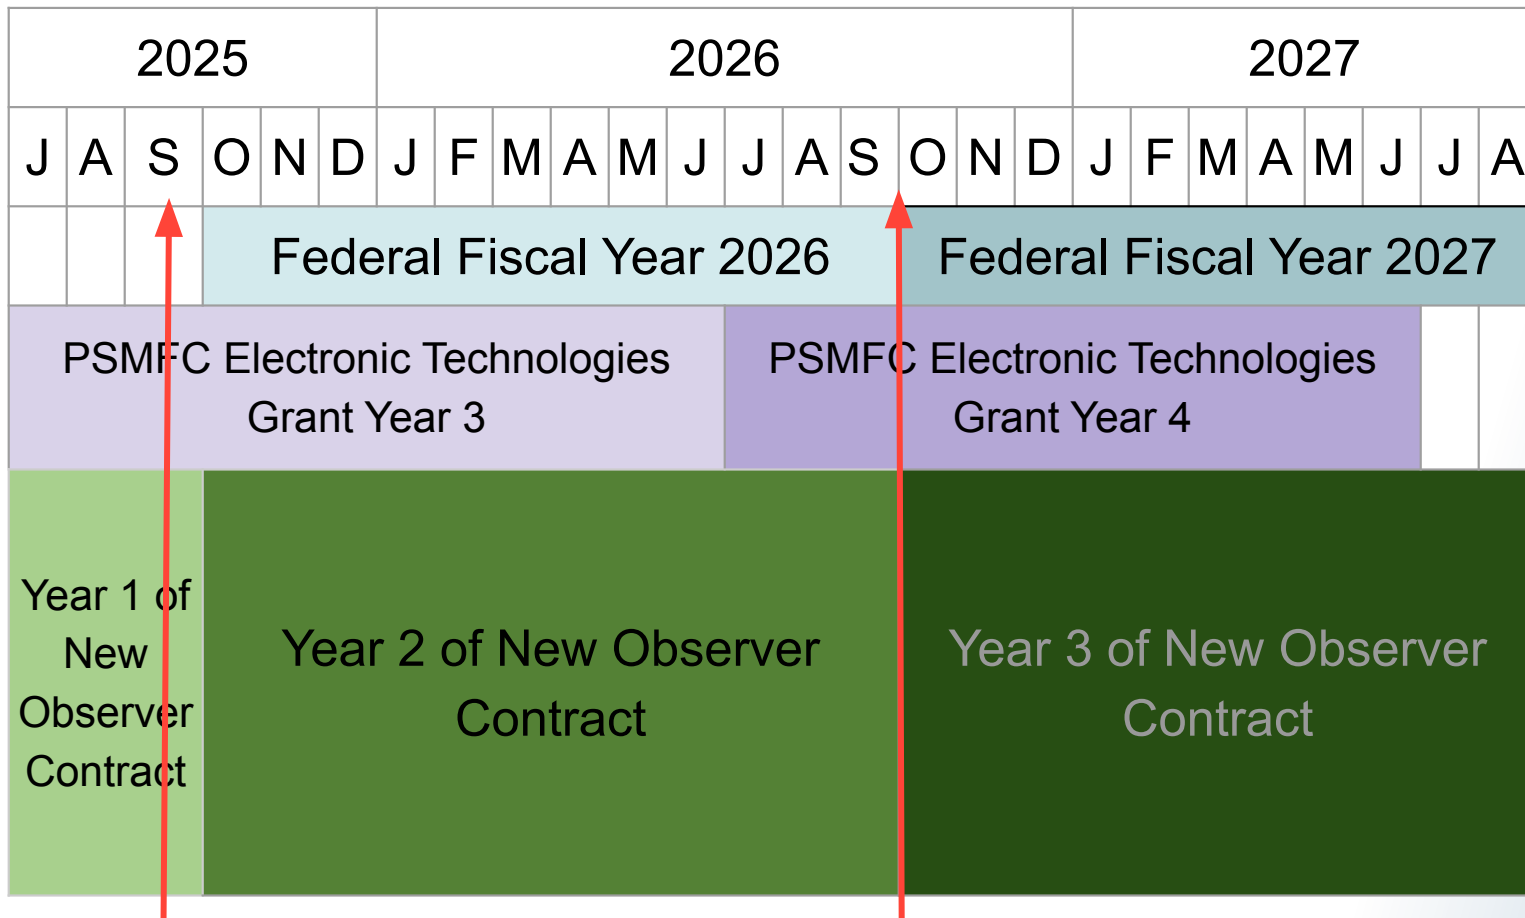 2025 2026 2027
J A S O N D J F M A M J J A S O N D J F M A M J J A
Federal Fiscal Year 2026 Federal Fiscal Year 2027
PSMFC Electronic Technologies
Grant Year 3
PSMFC Electronic Technologies
Grant Year 4
Year 1 of
New
Observer
Contract
Year 2 of New Observer
Contract
Year 3 of New Observer
Contract